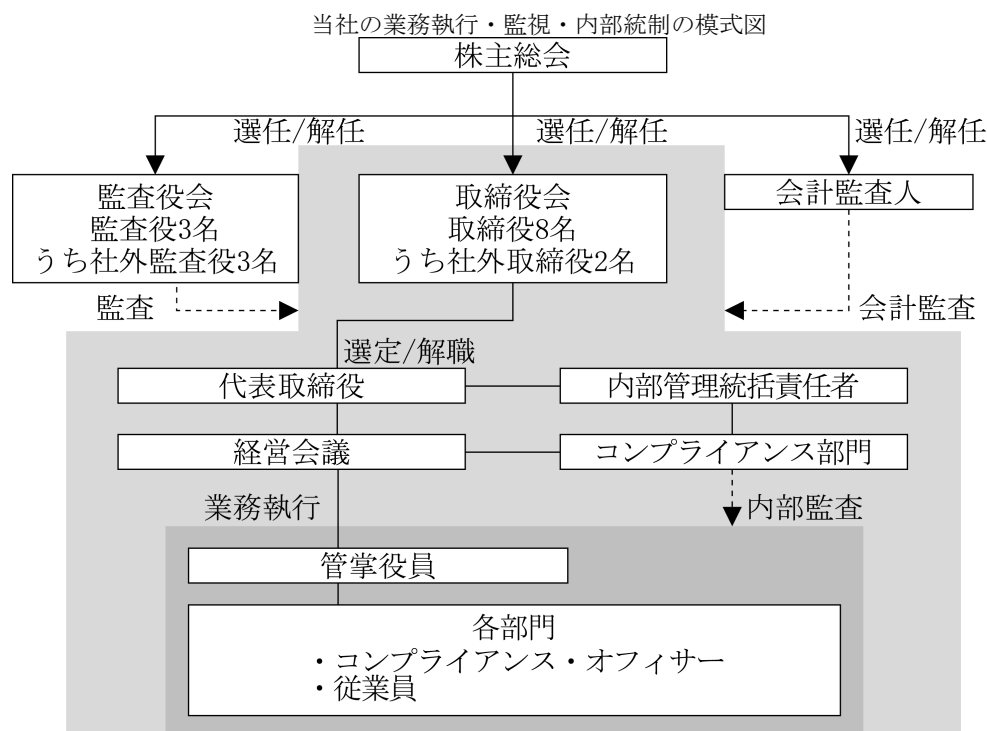 当社の業務執行・監視・内部統制の模式図
株主総会
選任/解任
選任/解任
選任/解任
監査役会
監査役3名
うち社外監査役3名
取締役会
取締役8名
うち社外取締役2名
会計監査人
監査
会計監査
選定/解職
代表取締役
内部管理統括責任者
経営会議
コンプライアンス部門
業務執行
内部監査
管掌役員
各部門
・コンプライアンス・オフィサー
・従業員